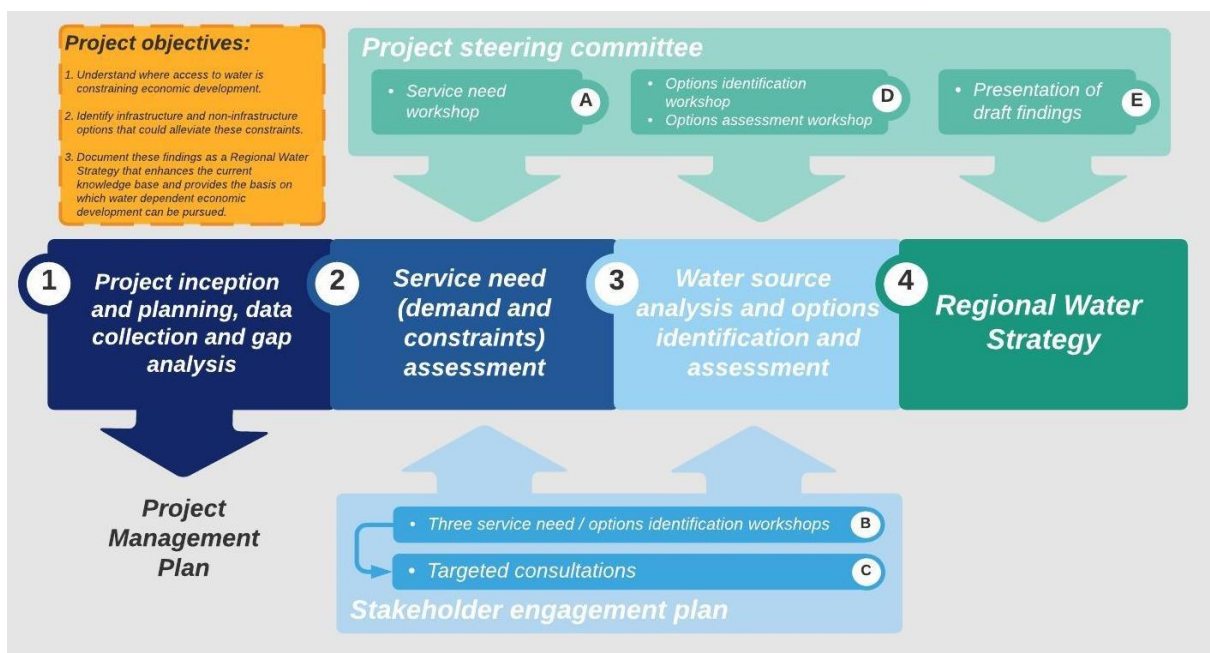 Project objectives:
1. Understand where access to water is
constraining economic development.
2. Identify infrastructure and non-infrastructure
options that could alleviate these constraints.
3. Document these findings as a Regional Water
Strategy that enhances the current
knowledge base and provides the basis on
which water dependent economic
development can be pursued.
Project steering committee
• Service need
workshop
A
• Options identification
workshop
• Options assessment workshop
D
• Presentation of
draft findings
E
1
Project inception
and planning, data
collection and gap
analysis
2
Service need
(demand and
constraints)
assessment
3
Water source
analysis and options
identification and
assessment
4
Regional Water
Strategy
Project
Management
Plan
• Three service need / options identification workshops
B
• Targeted consultations
C
Stakeholder engagement plan